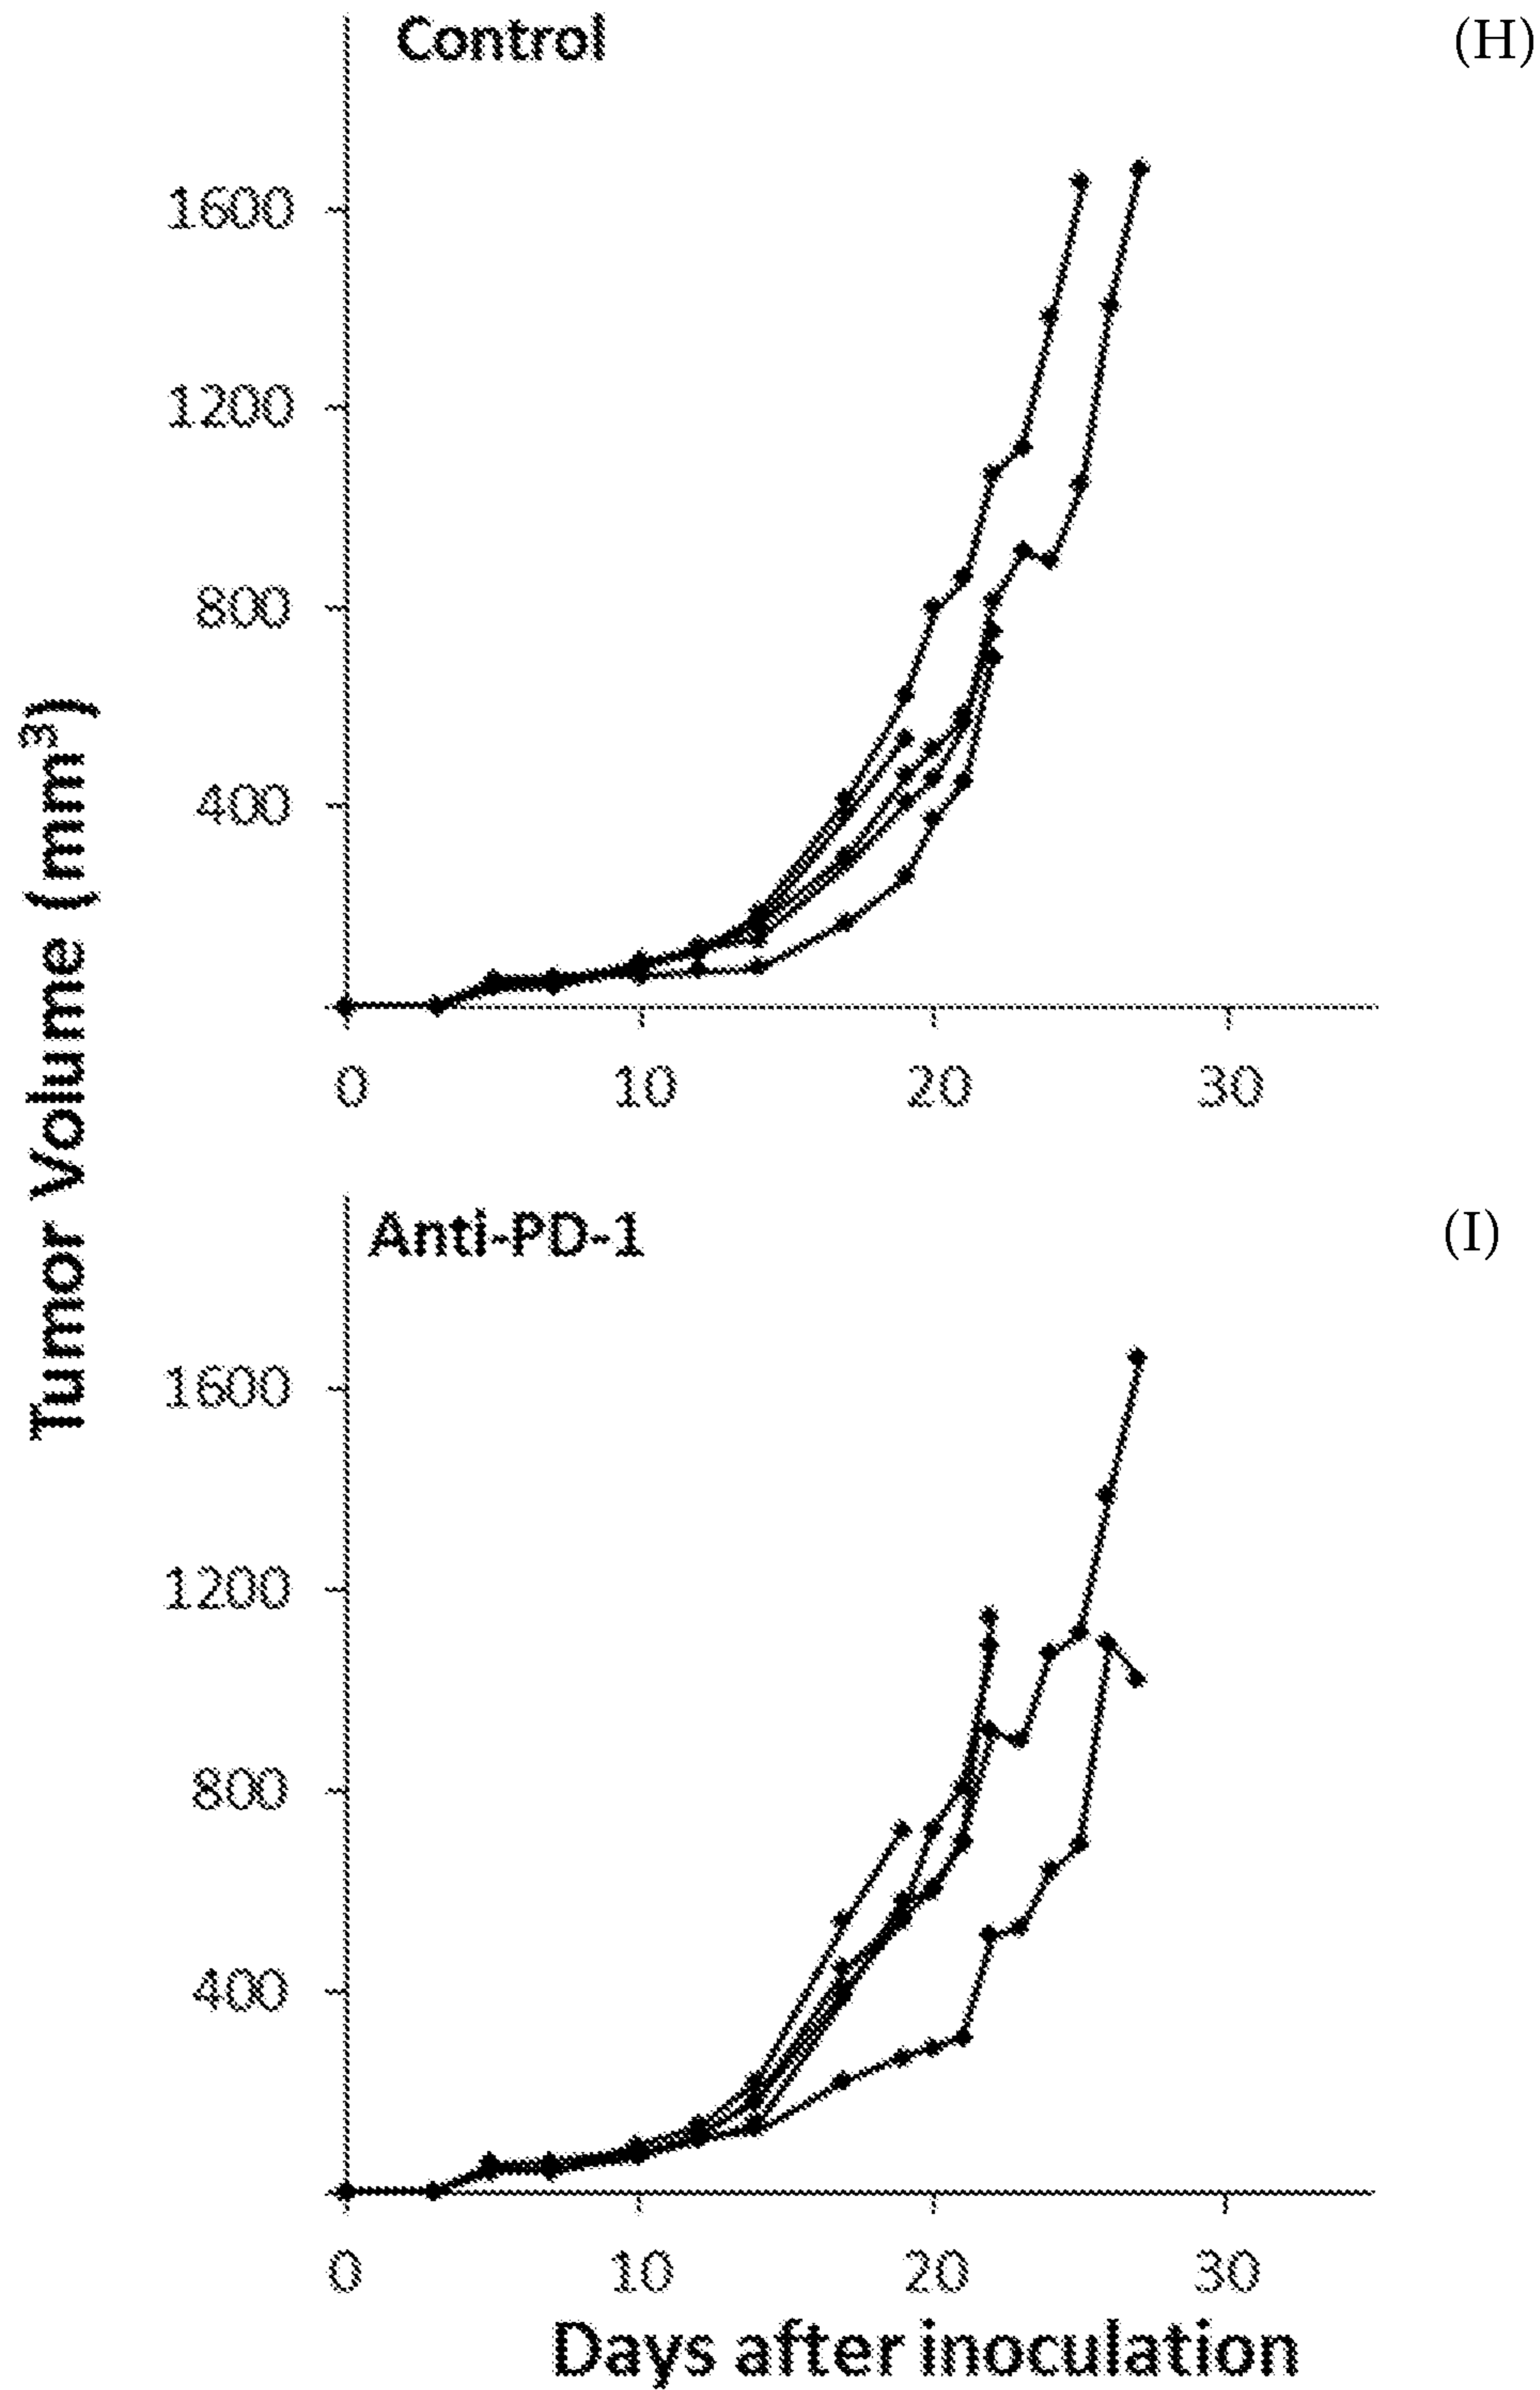 Control
(H)
1600
1200
800
400
0 10 20 30
Tumor Volume (mm³)
Anti-PD-1
(I)
1600
1200
800
400
0 10 20 30
Days after inoculation